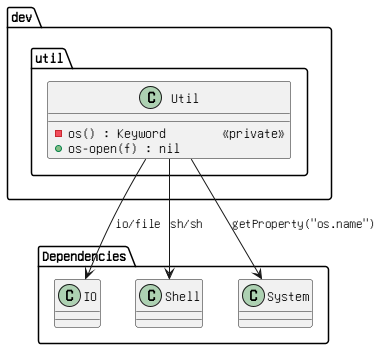 dev
util
C Util
os() : Keyword «private»
os-open(f) : nil
io/file sh/sh getProperty("os.name")
Dependencies
C IO C Shell C System